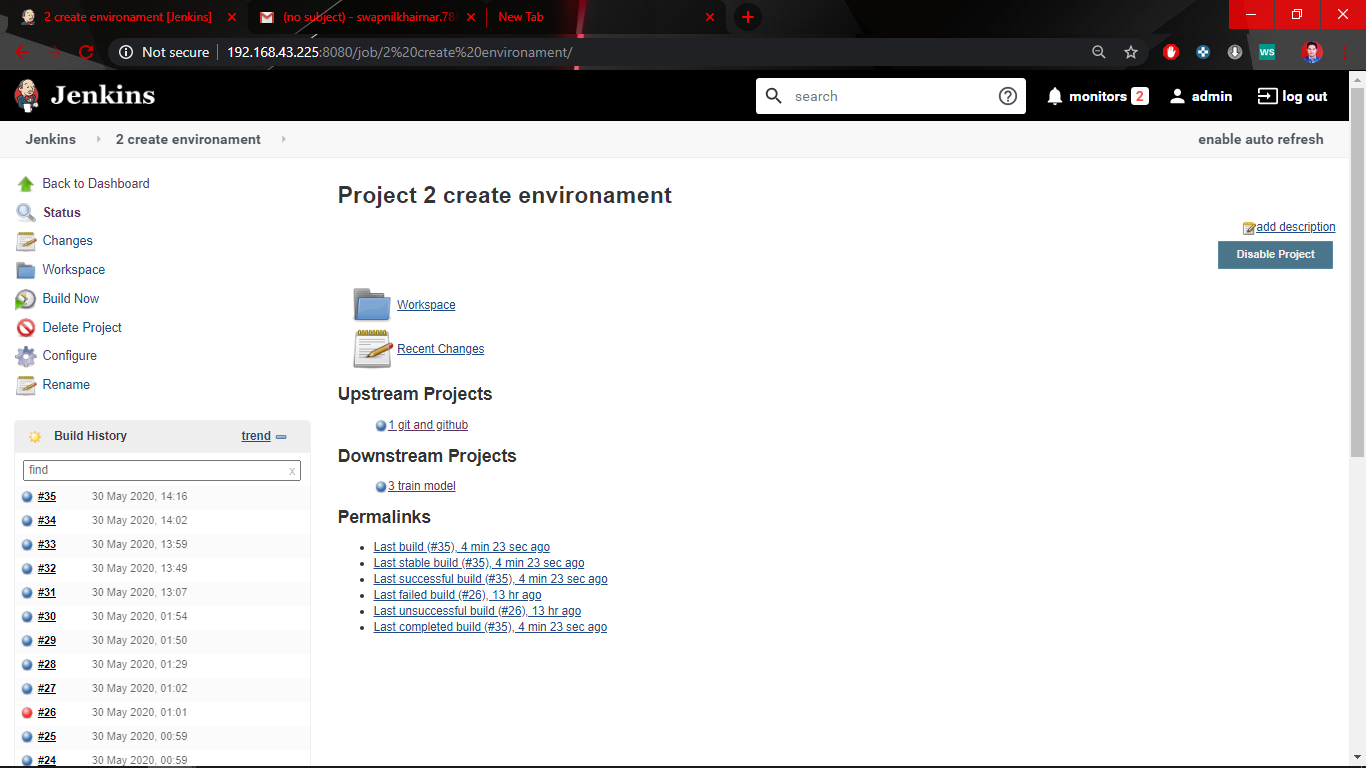 2 create environament [Jenkins]
(no subject) - swapnilkhairnar.78
New Tab
Not secure 192.168.43.225:8080/job/2%20create%20environament/
WS
Jenkins
search
monitors 2
admin
log out
Jenkins
2 create environament
enable auto refresh
Back to Dashboard
Status
Changes
Workspace
Build Now
Delete Project
Configure
Rename
Build History
trend
find
x
#35 30 May 2020, 14:16
#34 30 May 2020, 14:02
#33 30 May 2020, 13:59
#32 30 May 2020, 13:49
#31 30 May 2020, 13:07
#30 30 May 2020, 01:54
#29 30 May 2020, 01:50
#28 30 May 2020, 01:29
#27 30 May 2020, 01:02
#26 30 May 2020, 01:01
#25 30 May 2020, 00:59
#24 30 May 2020, 00:59
Project 2 create environament
add description
Disable Project
Workspace
Recent Changes
Upstream Projects
1 git and github
Downstream Projects
3 train model
Permalinks
Last build (#35), 4 min 23 sec ago
Last stable build (#35), 4 min 23 sec ago
Last successful build (#35), 4 min 23 sec ago
Last failed build (#26), 13 hr ago
Last unsuccessful build (#26), 13 hr ago
Last completed build (#35), 4 min 23 sec ago